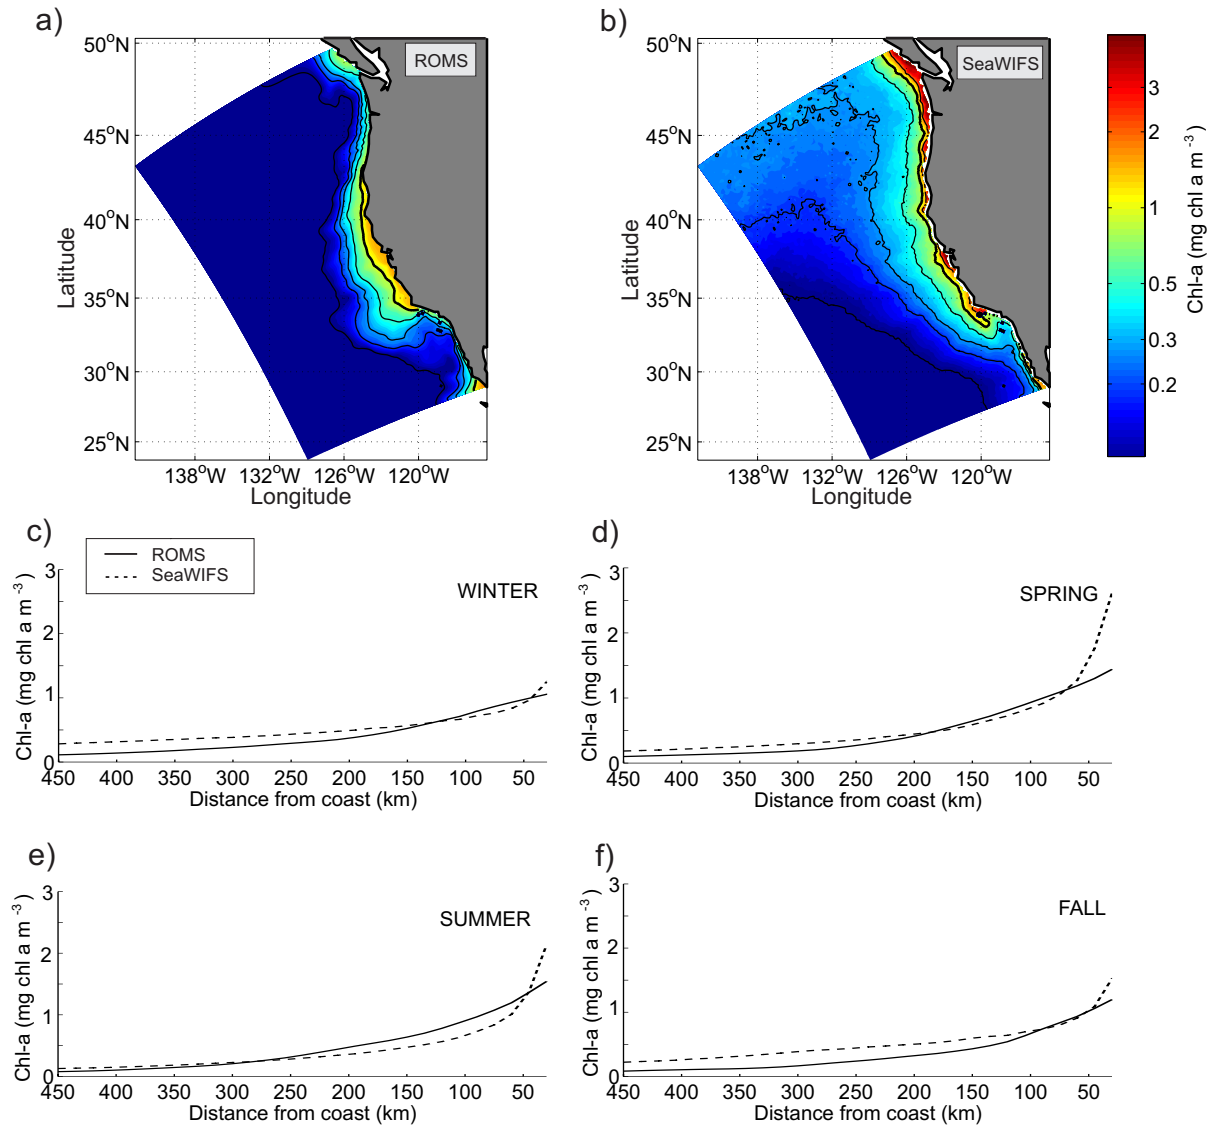 a)
ROMS
50°N
45°N
40°N
35°N
30°N
25°N
Latitude
138°W 132°W 126°W 120°W
Longitude
b)
SeaWIFS
50°N
45°N
40°N
35°N
30°N
25°N
Latitude
138°W 132°W 126°W 120°W
Longitude
3
2
1
0.5
0.3
0.2
Chl-a (mg chl a m⁻³)
c)
ROMS
SeaWIFS
WINTER
3
2
1
0
Chl-a (mg chl a m⁻³)
450 400 350 300 250 200 150 100 50
Distance from coast (km)
d)
SPRING
3
2
1
0
Chl-a (mg chl a m⁻³)
450 400 350 300 250 200 150 100 50
Distance from coast (km)
e)
SUMMER
3
2
1
0
Chl-a (mg chl a m⁻³)
450 400 350 300 250 200 150 100 50
Distance from coast (km)
f)
FALL
3
2
1
0
Chl-a (mg chl a m⁻³)
450 400 350 300 250 200 150 100 50
Distance from coast (km)